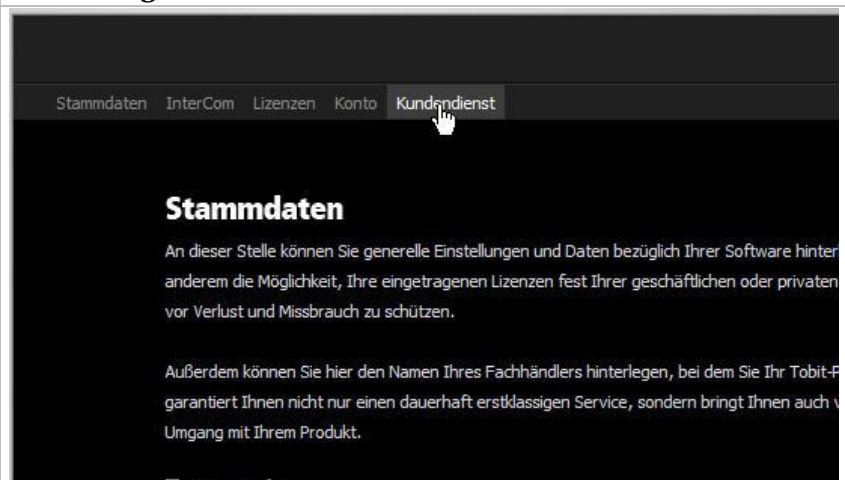 Stammdaten InterCom Lizenzen Konto Kundendienst
Stammdaten
An dieser Stelle können Sie generelle Einstellungen und Daten bezüglich Ihrer Software hinter
anderem die Möglichkeit, Ihre eingetragenen Lizenzen fest Ihrer geschäftlichen oder privaten
vor Verlust und Missbrauch zu schützen.
Außerdem können Sie hier den Namen Ihres Fachhändlers hinterlegen, bei dem Sie Ihr Tobit-P
garantiert Ihnen nicht nur einen dauerhaft erstklassigen Service, sondern bringt Ihnen auch v
Umgang mit Ihrem Produkt.